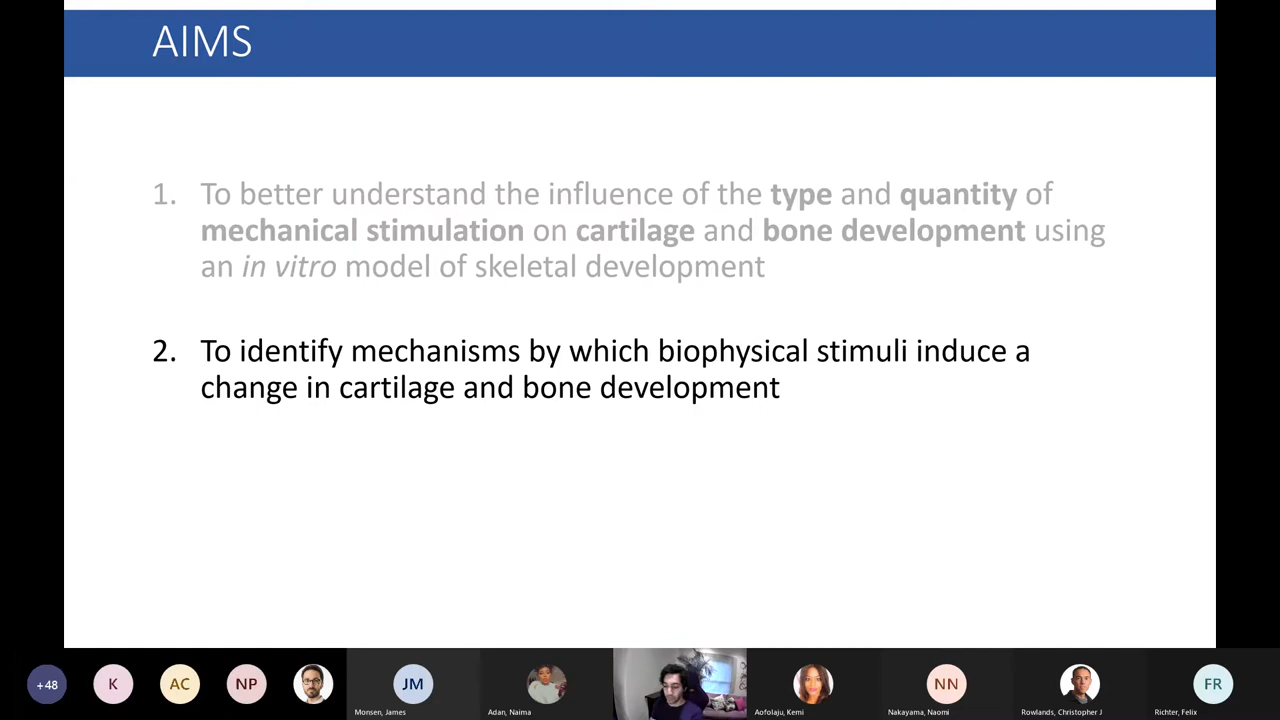 AIMS
1. To better understand the influence of the type and quantity of
mechanical stimulation on cartilage and bone development using
an in vitro model of skeletal development
2. To identify mechanisms by which biophysical stimuli induce a
change in cartilage and bone development
+48
K
AC
NP
JM
NN
FR
Monsen, James
Adan, Naima
Aofolaju, Kemi
Nakayama, Naomi
Rowlands, Christopher J
Richter, Felix